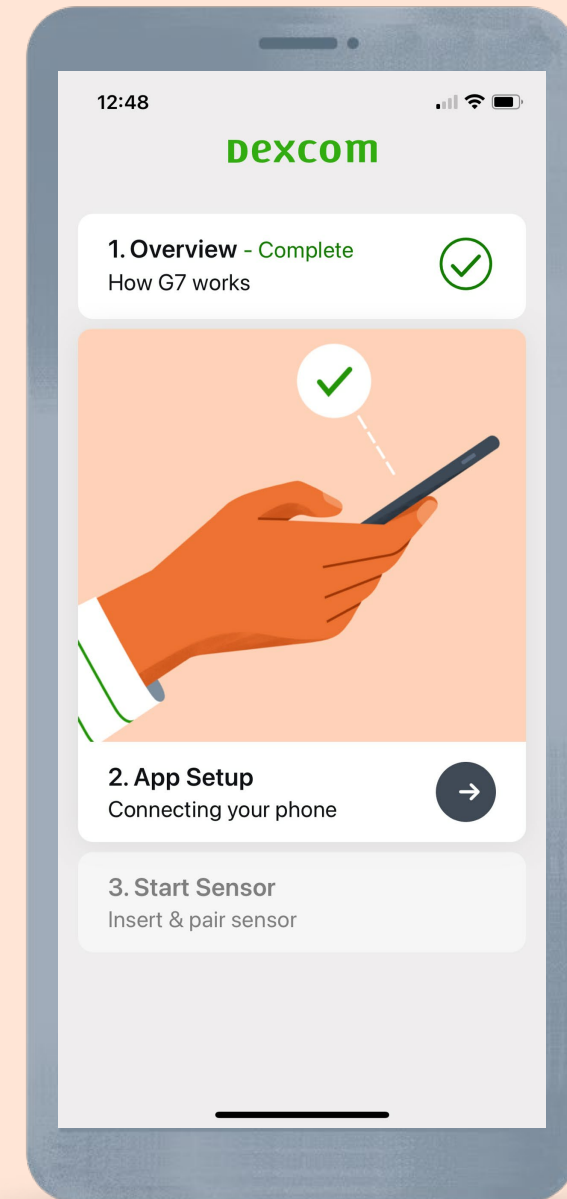 12:48
Dexcom
1. Overview - Complete
How G7 works
2. App Setup
Connecting your phone
3. Start Sensor
Insert & pair sensor